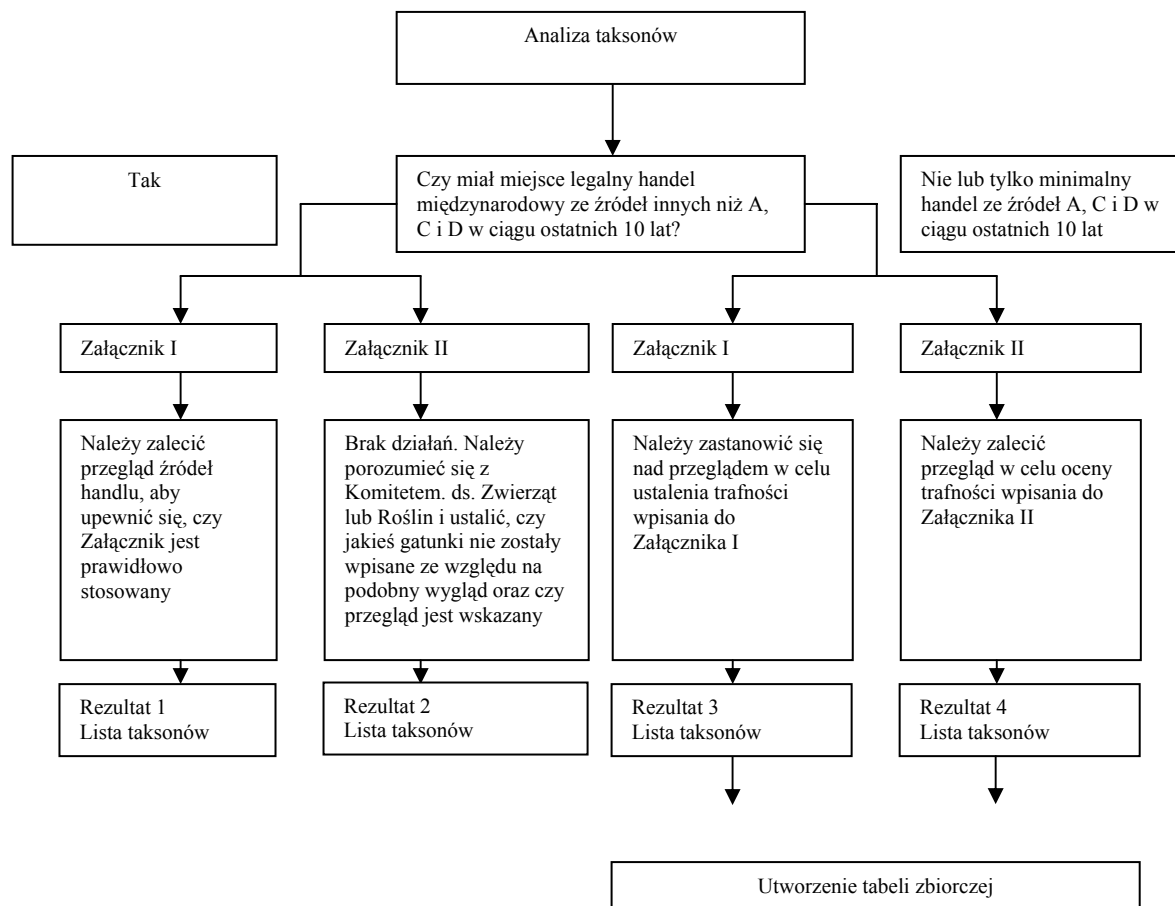 Analiza taksonów
Tak
Czy miał miejsce legalny handel
międzynarodowy ze źródeł innych niż A,
C i D w ciągu ostatnich 10 lat?
Nie lub tylko minimalny
handel ze źródeł A, C i D w
ciągu ostatnich 10 lat
Załącznik I
Załącznik II
Załącznik I
Załącznik II
Należy zalecić
przegląd źródeł
handlu, aby
upewnić się, czy
Załącznik jest
prawidłowo
stosowany
Brak działań. Należy
porozumieć się z
Komitetem. ds. Zwierząt
lub Roślin i ustalić, czy
jakieś gatunki nie zostały
wpisane ze względu na
podobny wygląd oraz czy
przegląd jest wskazany
Należy zastanowić się
nad przeglądem w celu
ustalenia trafności
wpisania do
Załącznika I
Należy zalecić
przegląd w celu oceny
trafności wpisania do
Załącznika II
Rezultat 1
Lista taksonów
Rezultat 2
Lista taksonów
Rezultat 3
Lista taksonów
Rezultat 4
Lista taksonów
Utworzenie tabeli zbiorczej